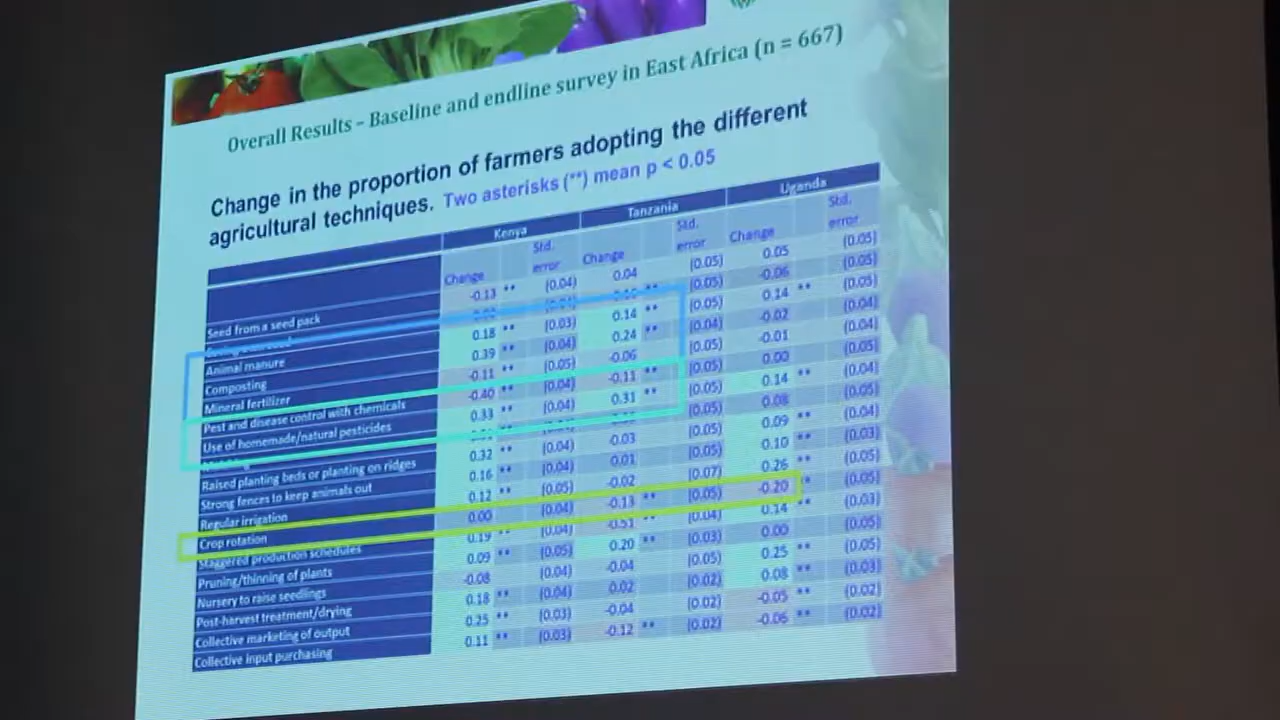 Overall Results – Baseline and endline survey in East Africa (n = 667)
Change in the proportion of farmers adopting the different
agricultural techniques. Two asterisks (**) mean p < 0.05
Kenya Tanzania Uganda
Change Std. error Change Std. error Change Std. error
Seed from a seed pack -0.13 ** (0.04) 0.04 (0.05) 0.05 (0.05)
** (0.05) -0.06 (0.05)
Animal manure 0.18 ** (0.03) 0.14 ** (0.05) 0.14 ** (0.05)
Composting 0.39 ** (0.04) 0.24 ** (0.04) -0.02 (0.04)
Mineral fertilizer -0.11 ** (0.05) -0.06 (0.05) -0.01 (0.04)
Pest and disease control with chemicals -0.40 ** (0.04) -0.11 ** (0.05) 0.00 (0.05)
Use of homemade/natural pesticides 0.33 ** (0.04) 0.31 ** (0.05) 0.14 ** (0.04)
(0.05) 0.08 (0.05)
Raised planting beds or planting on ridges 0.32 ** (0.04) -0.03 (0.05) 0.09 ** (0.04)
Strong fences to keep animals out 0.16 ** (0.04) 0.01 (0.05) 0.10 ** (0.03)
Regular irrigation 0.12 ** (0.05) -0.02 (0.07) 0.26 ** (0.05)
Crop rotation 0.00 (0.04) -0.13 ** (0.05) -0.20 * (0.05)
Staggered production schedules 0.19 ** (0.04) -0.51 ** (0.04) 0.14 ** (0.03)
Pruning/thinning of plants 0.09 ** (0.05) 0.20 ** (0.03) 0.00 (0.05)
Nursery to raise seedlings -0.08 (0.04) -0.04 (0.05) 0.25 ** (0.05)
Post-harvest treatment/drying 0.18 ** (0.04) 0.02 (0.02) 0.08 ** (0.03)
Collective marketing of output 0.25 ** (0.03) -0.04 (0.02) -0.05 ** (0.02)
Collective input purchasing 0.11 ** (0.03) -0.12 ** (0.02) -0.06 ** (0.02)